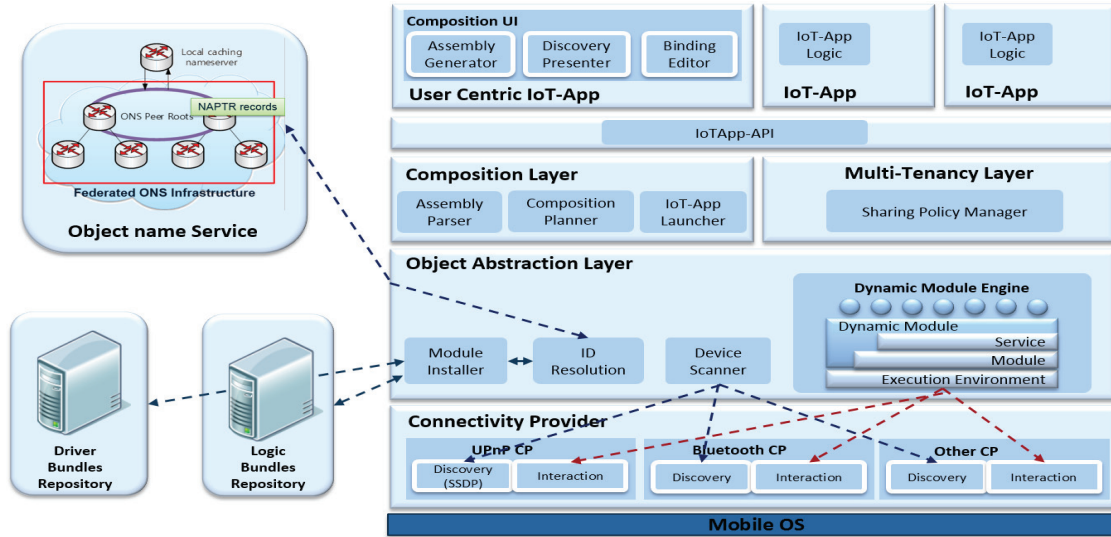 Local caching
nameserver
NAPTR records
ONS Peer Roots
Federated ONS Infrastructure
Object name Service
Driver
Bundles
Repository
Logic
Bundles
Repository
Composition UI
Assembly
Generator
Discovery
Presenter
Binding
Editor
User Centric IoT-App
IoT-App
Logic
IoT-App
IoT-App
Logic
IoT-App
IoTApp-API
Composition Layer
Assembly
Parser
Composition
Planner
IoT-App
Launcher
Multi-Tenancy Layer
Sharing Policy Manager
Object Abstraction Layer
Module
Installer
ID
Resolution
Device
Scanner
Dynamic Module Engine
Dynamic Module
Service
Module
Execution Environment
Connectivity Provider
UPnP CP
Discovery
(SSDP)
Interaction
Bluetooth CP
Discovery
Interaction
Other CP
Discovery
Interaction
Mobile OS